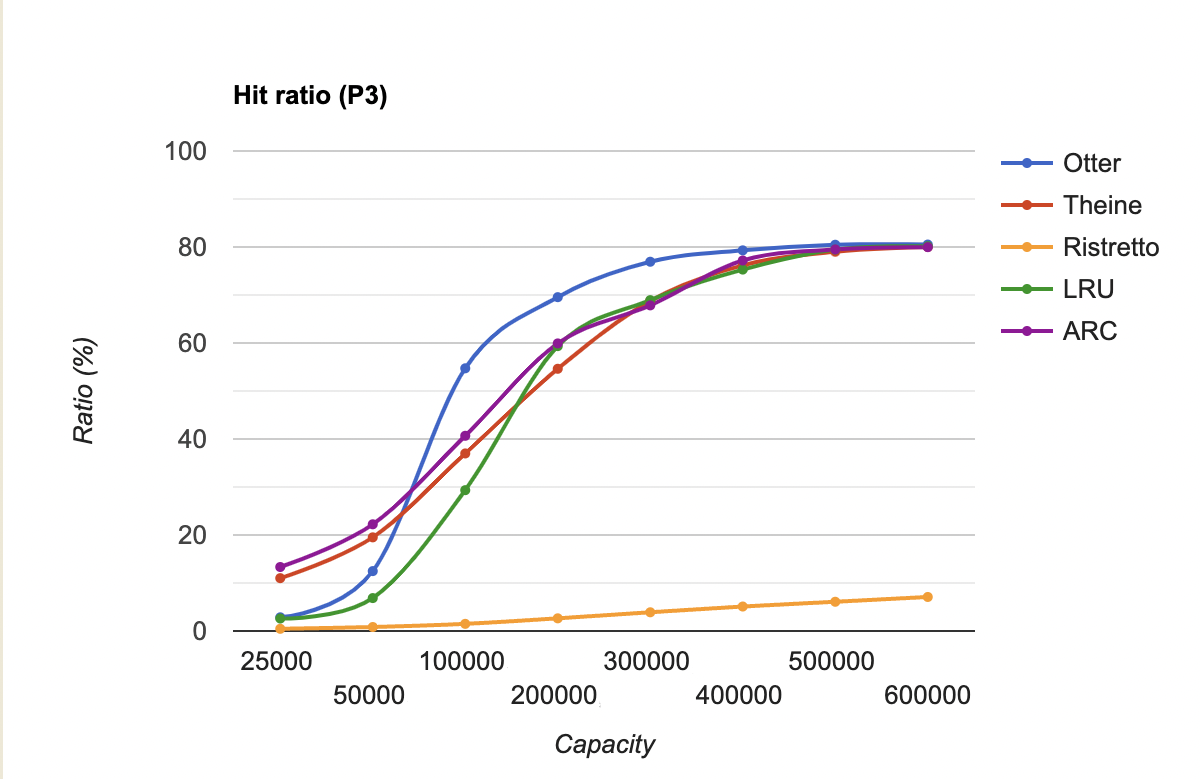 Hit ratio (P3)
100
80
60
40
20
0
Ratio (%)
25000
50000
100000
200000
300000
400000
500000
600000
Capacity
Otter
Theine
Ristretto
LRU
ARC